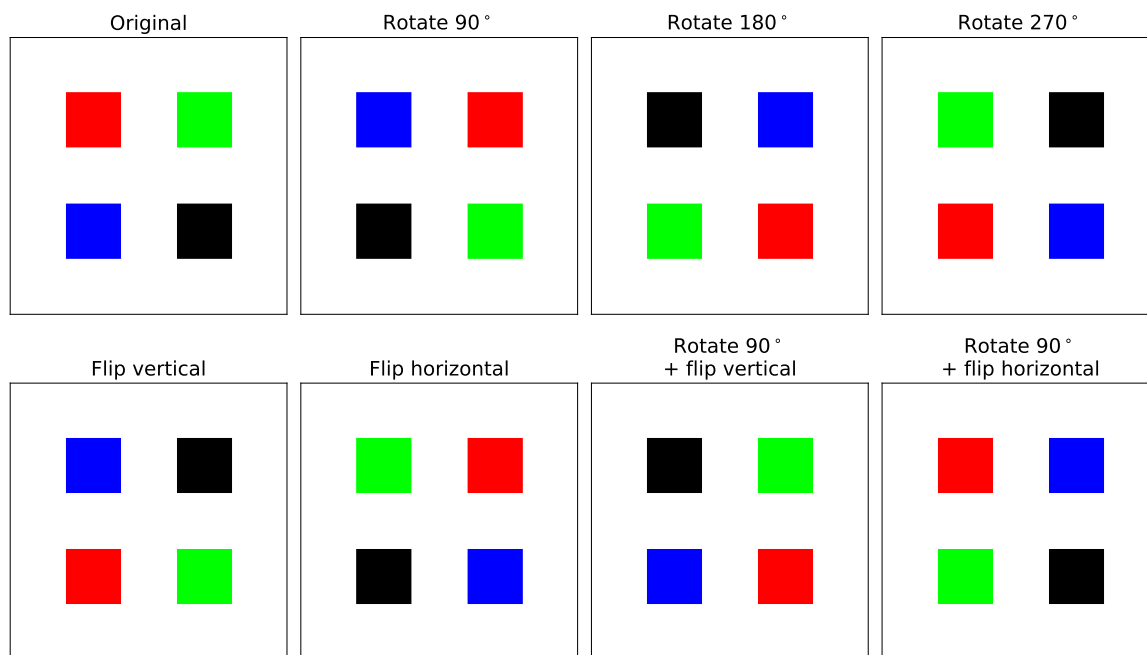 Original
Rotate 90°
Rotate 180°
Rotate 270°
Flip vertical
Flip horizontal
Rotate 90°
+ flip vertical
Rotate 90°
+ flip horizontal